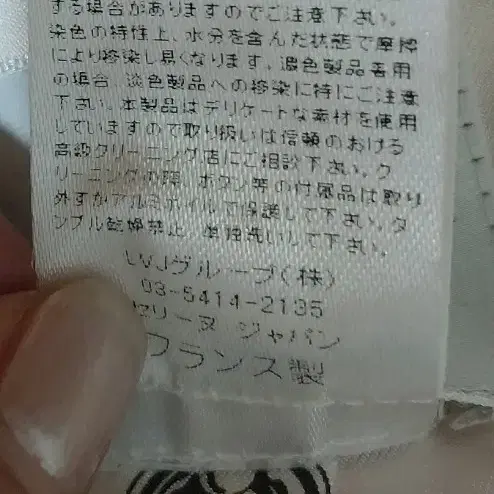 する場合がありますのでご注意下さい。
染色の特性上、水分を含んだ状態で摩擦
により移染し易くなります。濃色製品着用
の場合、淡色製品への移染に特にご注意
下さい。本製品はデリケートな素材を使用
していますので取り扱いは信頼のおける
高級クリーニング店にご相談下さい。ク
リーニングの際、ボタン等の付属品は取り
外すかアルミホイルで保護して下さい。タ
ンブル乾燥禁止。単独洗いして下さい。
LVJグループ(株)
03-5414-2135
セリーヌ ジャパン
フランス製